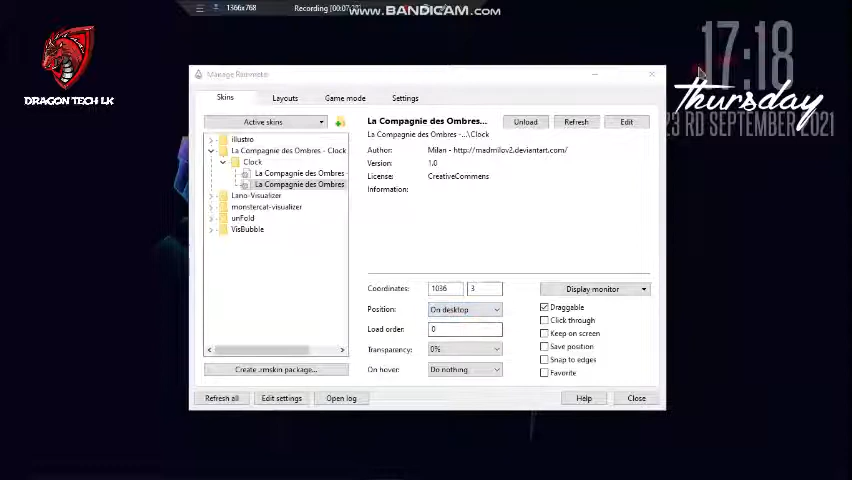 1366x768
Recording [00:07:
WWW.BANDICAM.COM
17:18
Thursday
23 RD SEPTEMBER 2021
DRAGON TECH LK
Manage Rainmeter
Skins
Layouts
Game mode
Settings
Active skins
illustro
La Compagnie des Ombres - Clock
Clock
La Compagnie des Ombres -
La Compagnie des Ombres
Lano-Visualizer
monstercat-visualizer
unFold
VisBubble
Create .rmskin package...
La Compagnie des Ombres...
Unload
Refresh
Edit
La Compagnie des Ombres -...\Clock
Author: Milan - http://madmilov2.deviantart.com/
Version: 1.0
License: CreativeCommens
Information:
Coordinates: 1036 3
Display monitor
Position: On desktop
Load order: 0
Transparency: 0%
On hover: Do nothing
Draggable
Click through
Keep on screen
Save position
Snap to edges
Favorite
Refresh all
Edit settings
Open log
Help
Close